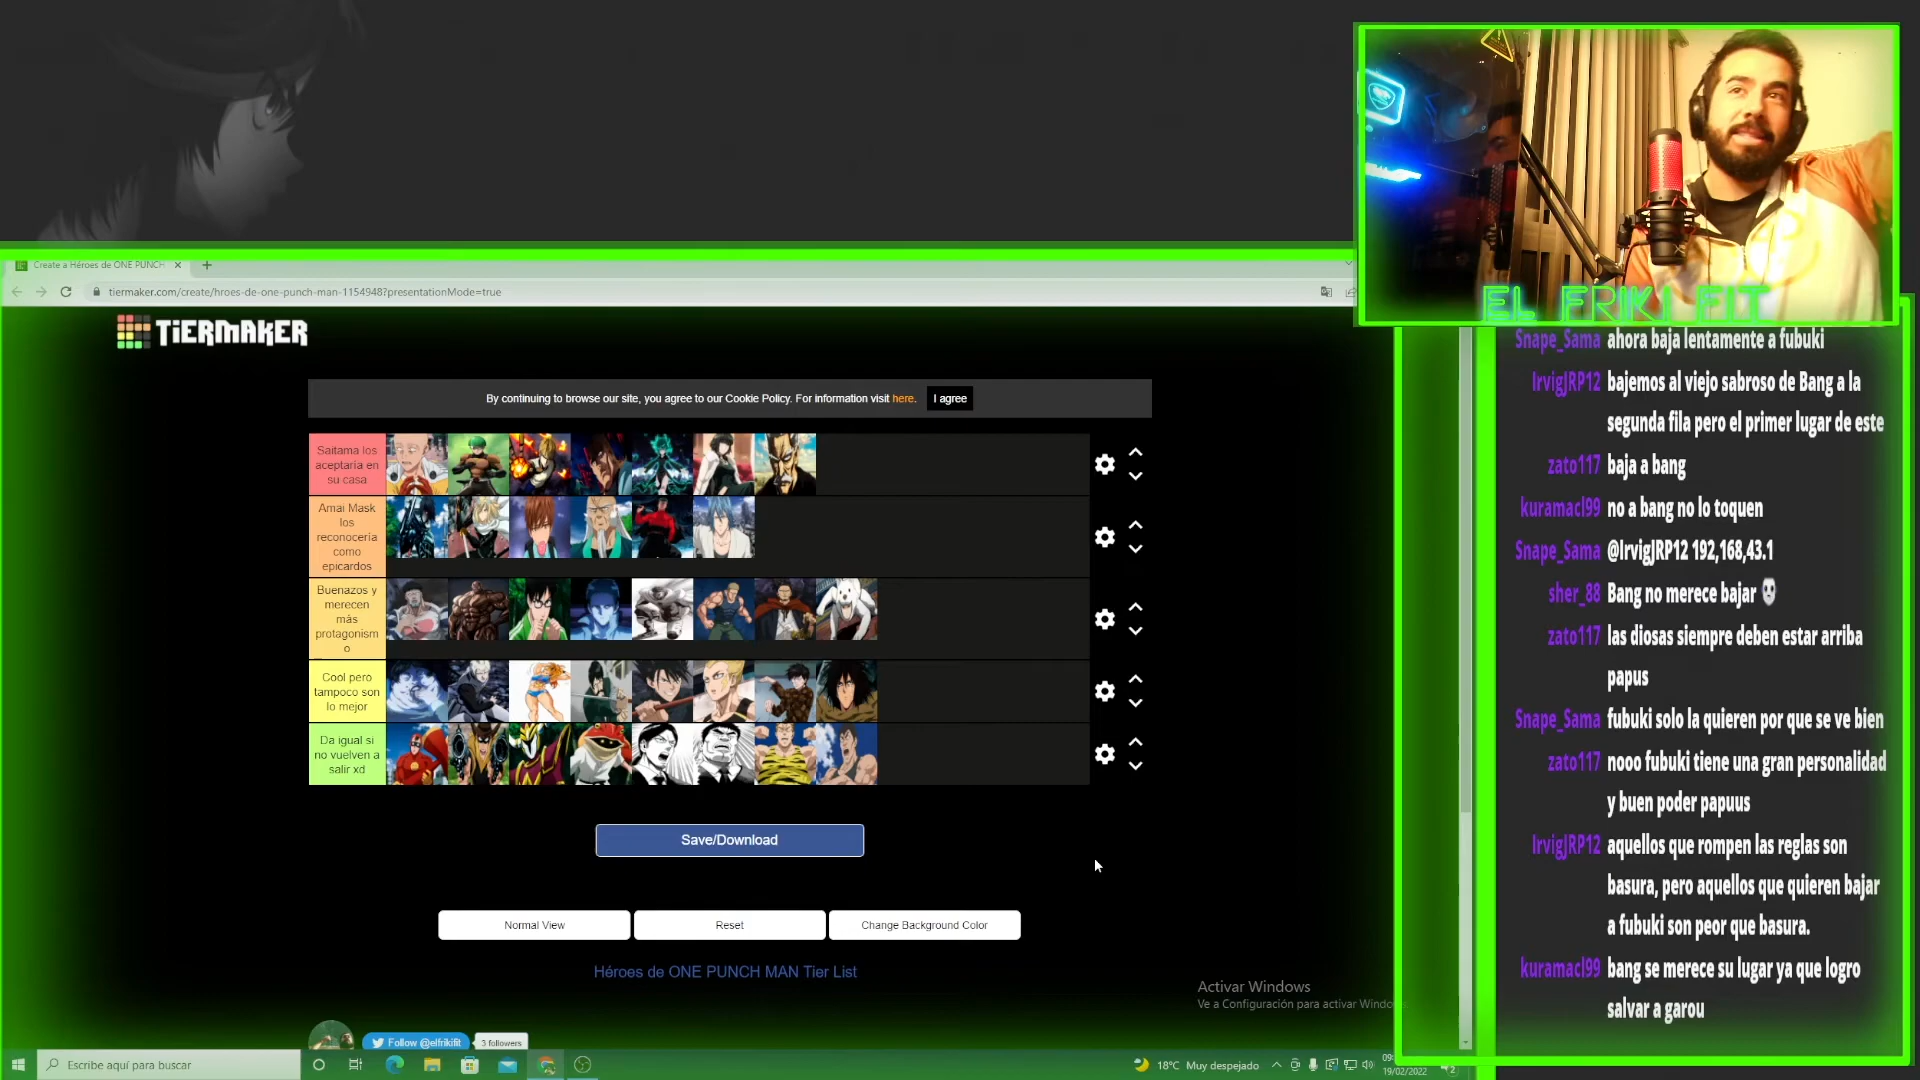 Create a Héroes de ONE PUNCH
tiermaker.com/create/hroes-de-one-punch-man-1154948?presentationMode=true
TiERMAKER
By continuing to browse our site, you agree to our Cookie Policy. For information visit here. I agree
Saitama los
aceptaría en
su casa
Amai Mask
los
reconocería
como
epicardos
Buenazos y
merecen
más
protagonism
o
Cool pero
tampoco son
lo mejor
Da igual si
no vuelven a
salir xd
Save/Download
Normal View
Reset
Change Background Color
Héroes de ONE PUNCH MAN Tier List
Activar Windows
Ve a Configuración para activar Windows.
Follow @elfrikifit
3 followers
Escribe aquí para buscar
18°C Muy despejado
09:
19/02/2022
2
EL FRIKI FIT
Snape_Sama ahora baja lentamente a fubuki
IrvigJRP12 bajemos al viejo sabroso de Bang a la
segunda fila pero el primer lugar de este
zato117 baja a bang
kuramacl99 no a bang no lo toquen
Snape_Sama @IrvigJRP12 192,168,43.1
sher_88 Bang no merece bajar
zato117 las diosas siempre deben estar arriba
papus
Snape_Sama fubuki solo la quieren por que se ve bien
zato117 nooo fubuki tiene una gran personalidad
y buen poder papuus
IrvigJRP12 aquellos que rompen las reglas son
basura, pero aquellos que quieren bajar
a fubuki son peor que basura.
kuramacl99 bang se merece su lugar ya que logro
salvar a garou